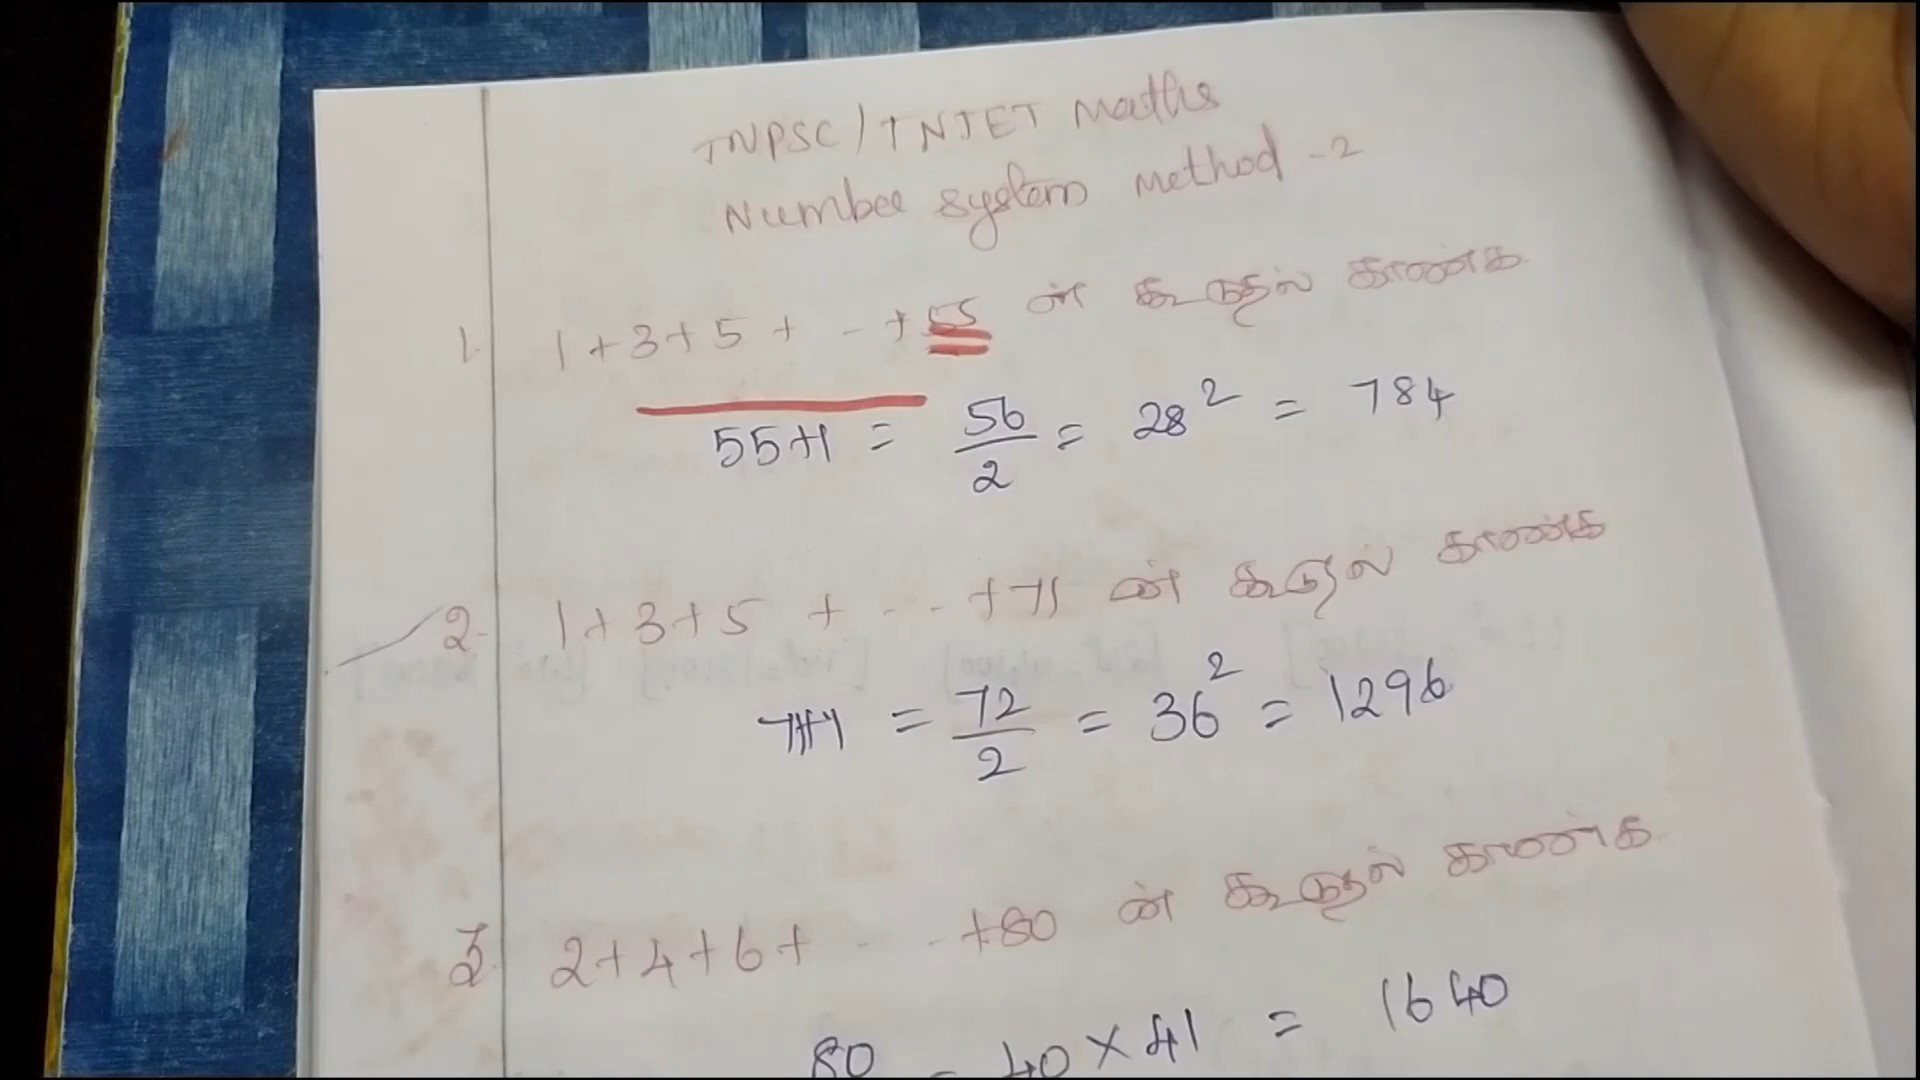 TNPSC / TNTET Maths
Number system method - 2
1. 1 + 3 + 5 + - - + 55 ன் கூடுதல் காண்க.
55+1 = 56/2 = 28² = 784
2. 1 + 3 + 5 + - - - + 71 ன் கூடுதல் காண்க
71+1 = 72/2 = 36² = 1296
3. 2 + 4 + 6 + - - - + 80 ன் கூடுதல் காண்க.
80 = 40 × 41 = 1640